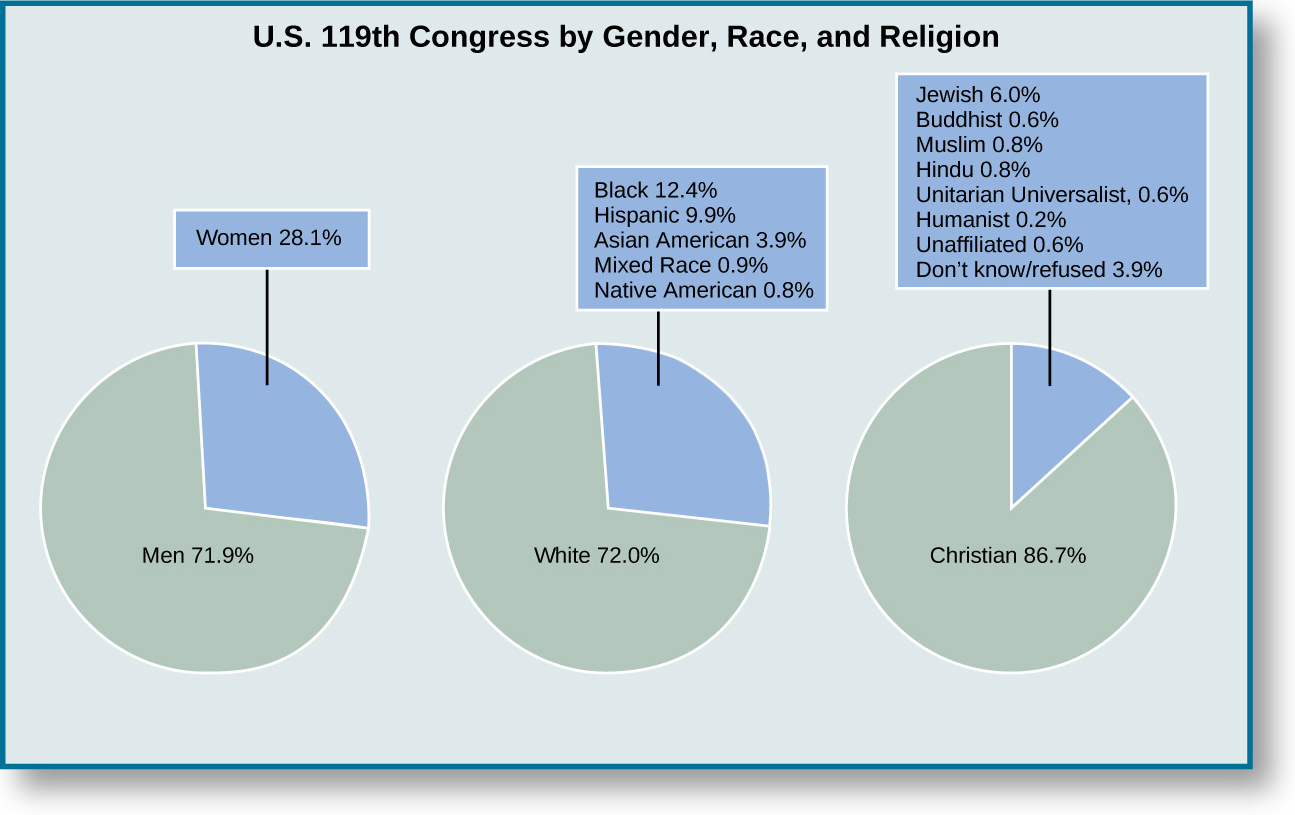 U.S. 119th Congress by Gender, Race, and Religion
Women 28.1%
Men 71.9%
Black 12.4%
Hispanic 9.9%
Asian American 3.9%
Mixed Race 0.9%
Native American 0.8%
White 72.0%
Jewish 6.0%
Buddhist 0.6%
Muslim 0.8%
Hindu 0.8%
Unitarian Universalist, 0.6%
Humanist 0.2%
Unaffiliated 0.6%
Don’t know/refused 3.9%
Christian 86.7%